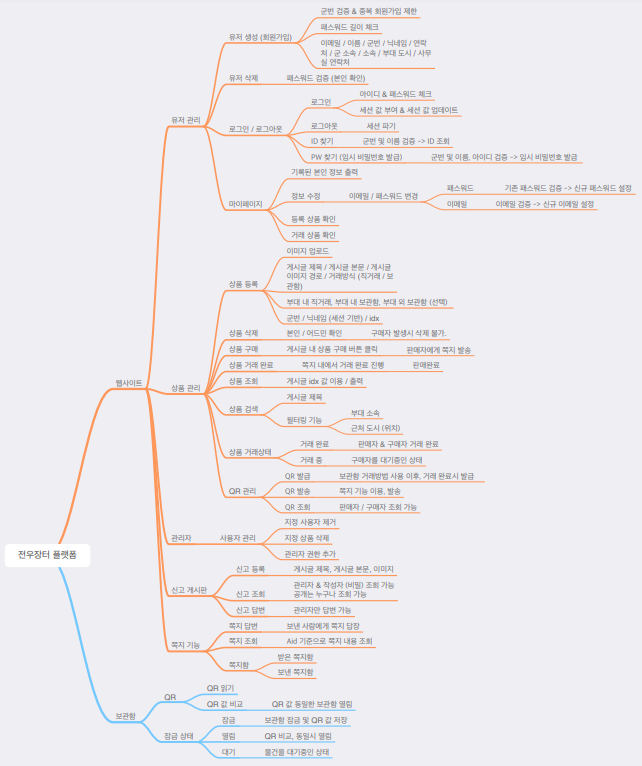 전우장터 플랫폼
웹사이트
유저 관리
유저 생성 (회원가입)
군번 검증 & 중복 회원가입 제한
패스워드 길이 체크
이메일 / 이름 / 군번 / 닉네임 / 연락
처 / 군 소속 / 소속 / 부대 도시 / 사무
실 연락처
유저 삭제
패스워드 검증 (본인 확인)
로그인 / 로그아웃
로그인
아이디 & 패스워드 체크
세션 값 부여 & 세션 값 업데이트
로그아웃
세션 파기
ID 찾기
군번 및 이름 검증 -> ID 조회
PW 찾기 (임시 비밀번호 발급)
군번 및 이름, 아이디 검증 -> 임시 비밀번호 발급
마이페이지
기록된 본인 정보 출력
정보 수정
이메일 / 패스워드 변경
패스워드
기존 패스워드 검증 -> 신규 패스워드 설정
이메일
이메일 검증 -> 신규 이메일 설정
등록 상품 확인
거래 상품 확인
상품 관리
상품 등록
이미지 업로드
게시글 제목 / 게시글 본문 / 게시글
이미지 경로 / 거래방식 (직거래 / 보
관함)
부대 내 직거래, 부대 내 보관함, 부대 외 보관함 (선택)
군번 / 닉네임 (세션 기반) / idx
상품 삭제
본인 / 어드민 확인
구매자 발생시 삭제 불가.
상품 구매
게시글 내 상품 구매 버튼 클릭
판매자에게 쪽지 발송
상품 거래 완료
쪽지 내에서 거래 완료 진행
판매완료
상품 조회
게시글 idx 값 이용 / 출력
상품 검색
게시글 제목
필터링 기능
부대 소속
근처 도시 (위치)
상품 거래상태
거래 완료
판매자 & 구매자 거래 완료
거래 중
구매자를 대기중인 상태
QR 관리
QR 발급
보관함 거래방법 사용 이후, 거래 완료시 발급
QR 발송
쪽지 기능 이용, 발송
QR 조회
판매자 / 구매자 조회 가능
관리자
사용자 관리
지정 사용자 제거
지정 상품 삭제
관리자 권한 추가
신고 게시판
신고 등록
게시글 제목, 게시글 본문, 이미지
신고 조회
관리자 & 작성자 (비밀) 조회 가능
공개는 누구나 조회 가능
신고 답변
관리자만 답변 가능
쪽지 기능
쪽지 답변
보낸 사람에게 쪽지 답장
쪽지 조회
Aid 기준으로 쪽지 내용 조회
쪽지함
받은 쪽지함
보낸 쪽지함
보관함
QR
QR 읽기
QR 값 비교
QR 값 동일한 보관함 열림
잠금 상태
잠금
보관함 잠금 및 QR 값 저장
열림
QR 비교, 동일시 열림
대기
물건을 대기중인 상태